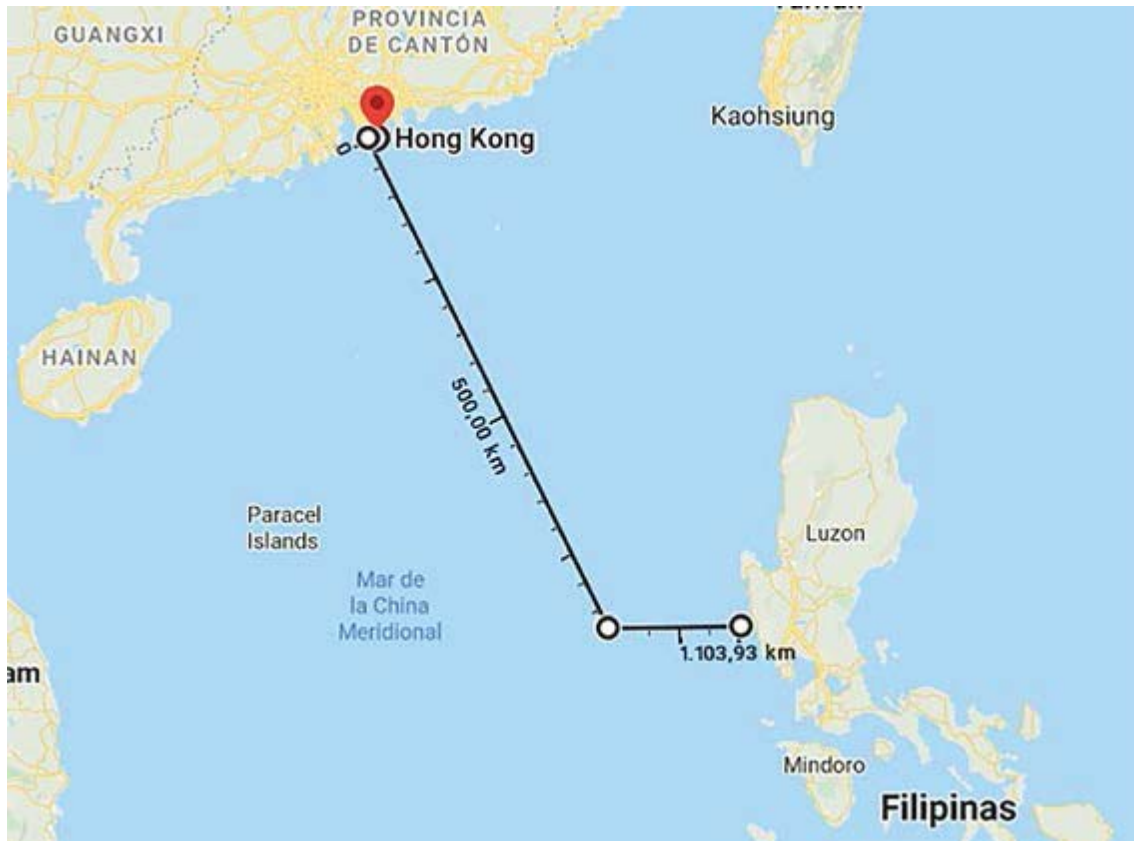 GUANGXI
PROVINCIA
DE CANTÓN
Kaohsiung
0
Hong Kong
HAINAN
500,00 km
Paracel
Islands
Luzon
Mar de
la China
Meridional
1.103,93 km
am
Mindoro
Filipinas